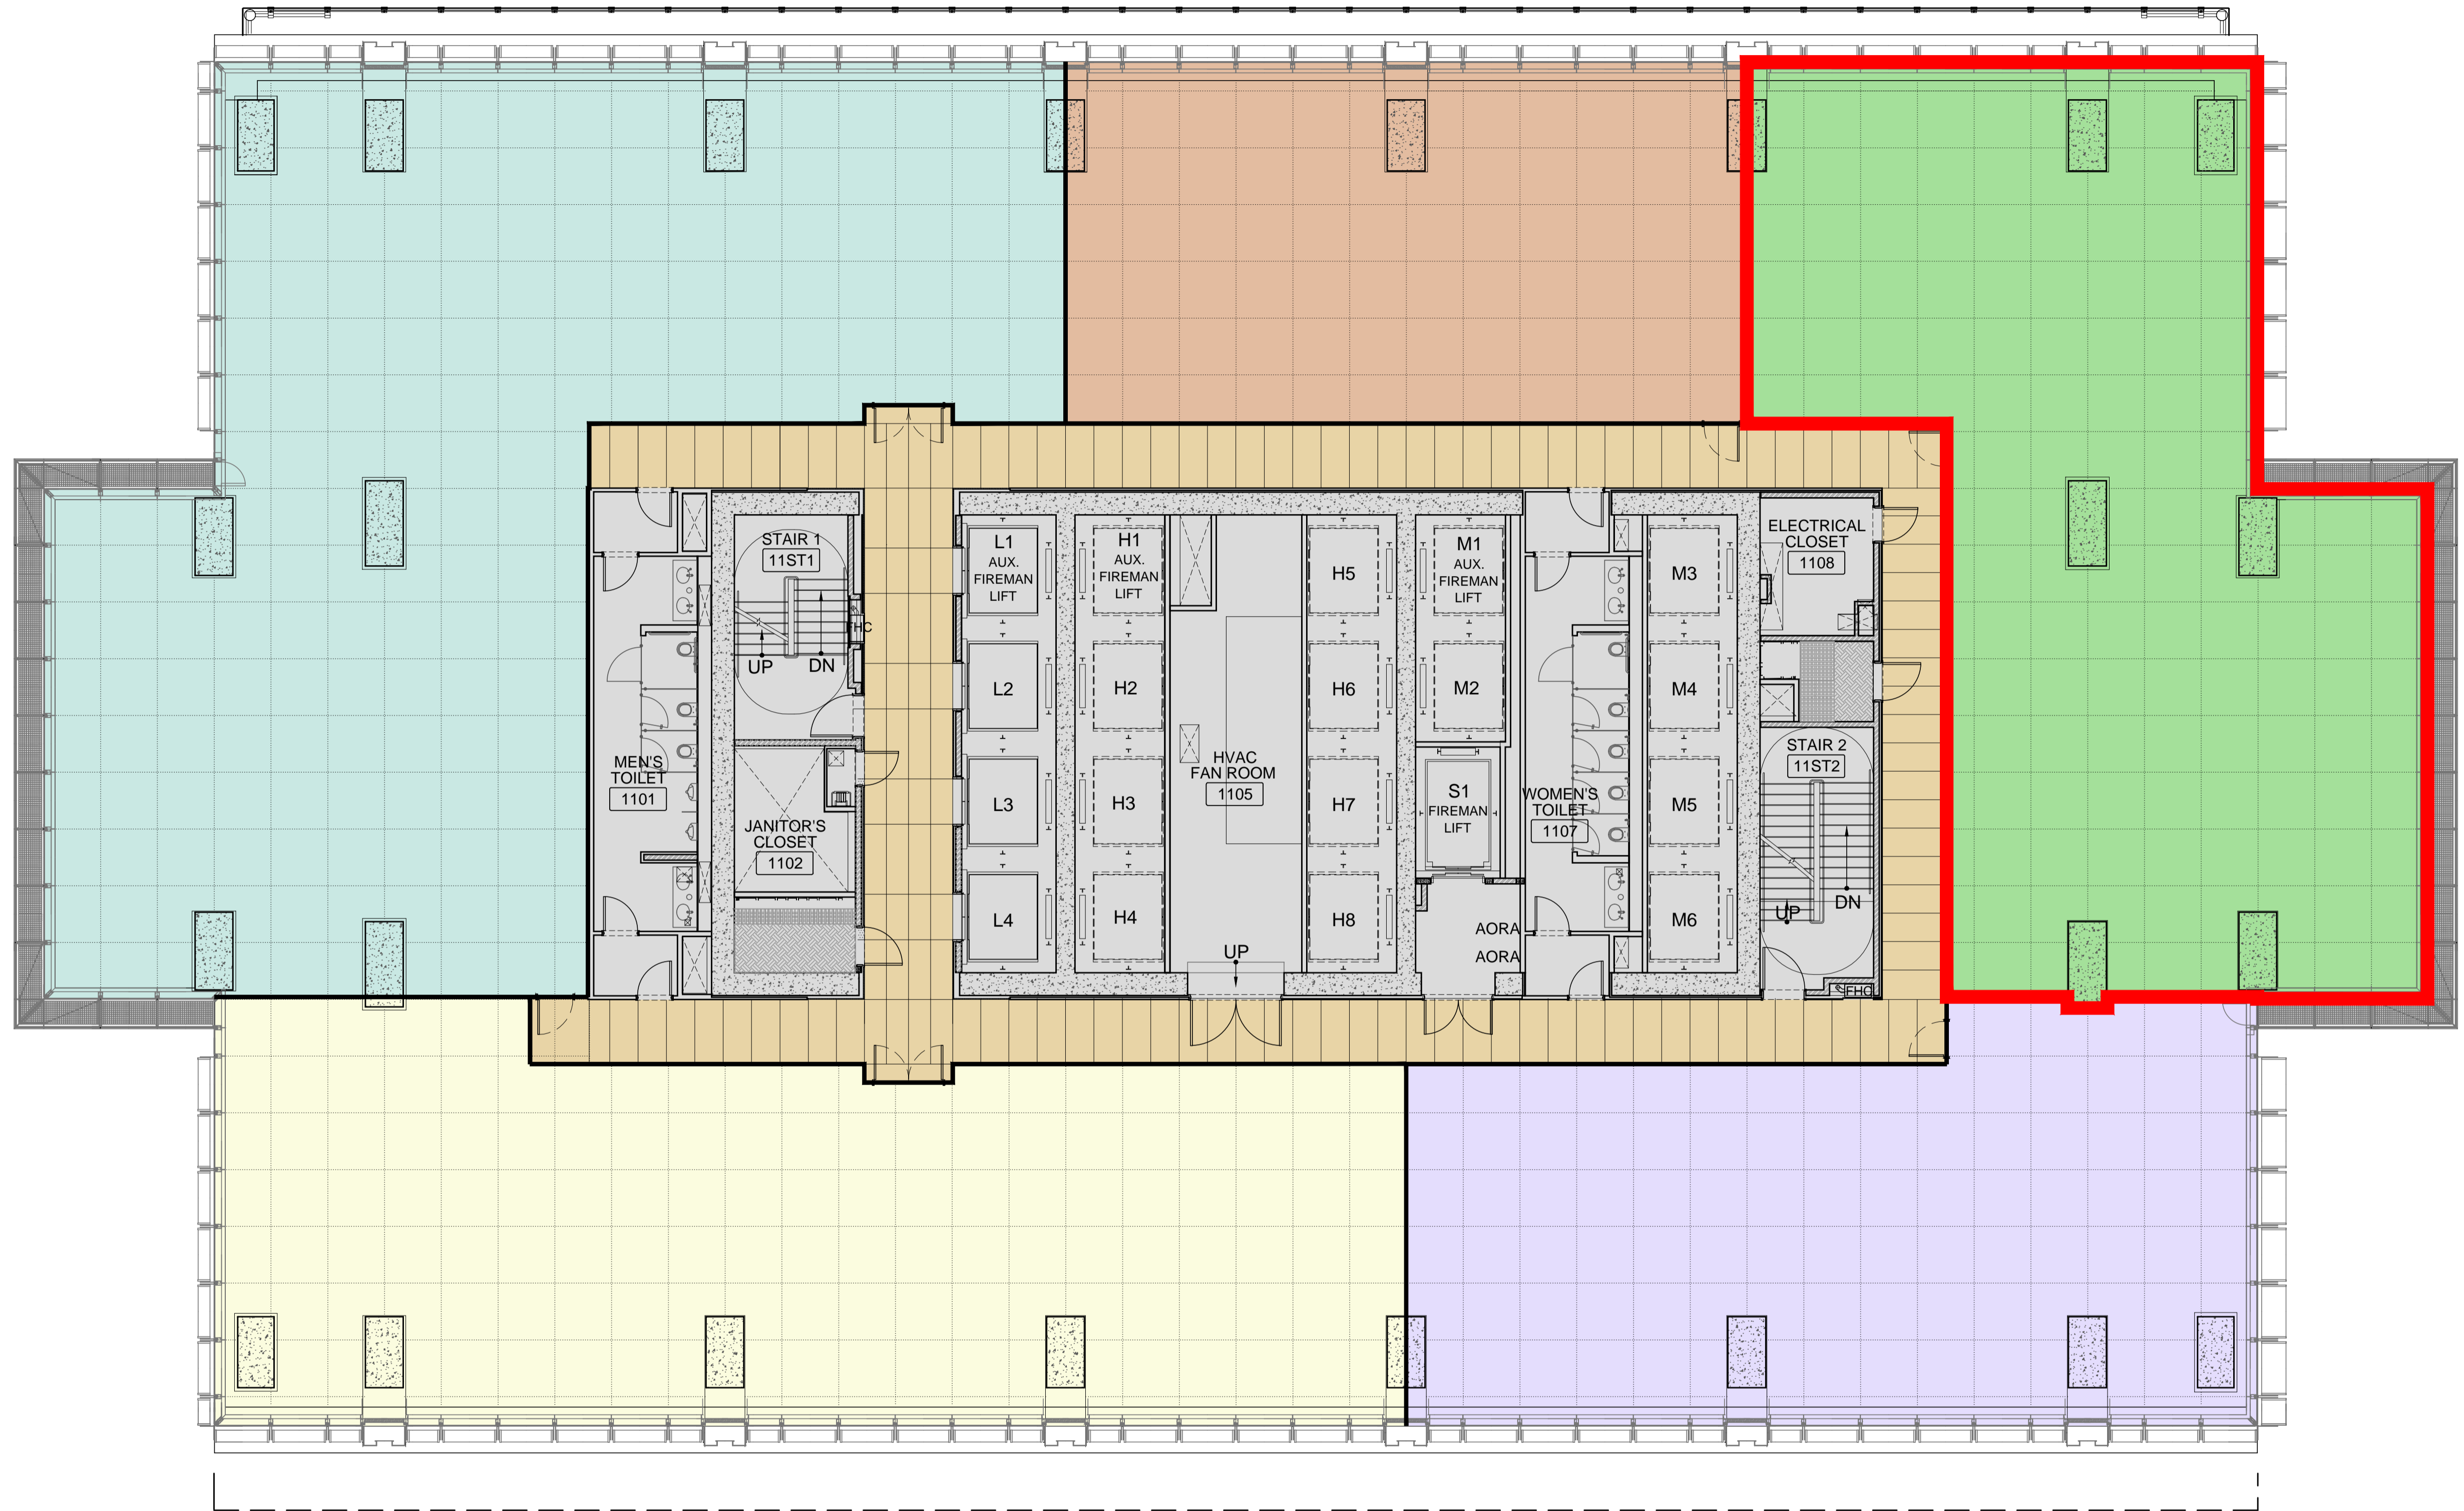 STAIR 1
11ST1
UP
DN
FHC
MEN'S
TOILET
1101
JANITOR'S
CLOSET
1102
L1
AUX.
FIREMAN
LIFT
L2
L3
L4
H1
AUX.
FIREMAN
LIFT
H2
H3
H4
HVAC
FAN ROOM
1105
UP
H5
H6
H7
H8
M1
AUX.
FIREMAN
LIFT
M2
S1
FIREMAN
LIFT
AORA
AORA
WOMEN'S
TOILET
1107
M3
M4
M5
M6
ELECTRICAL
CLOSET
1108
STAIR 2
11ST2
UP
DN
FHC